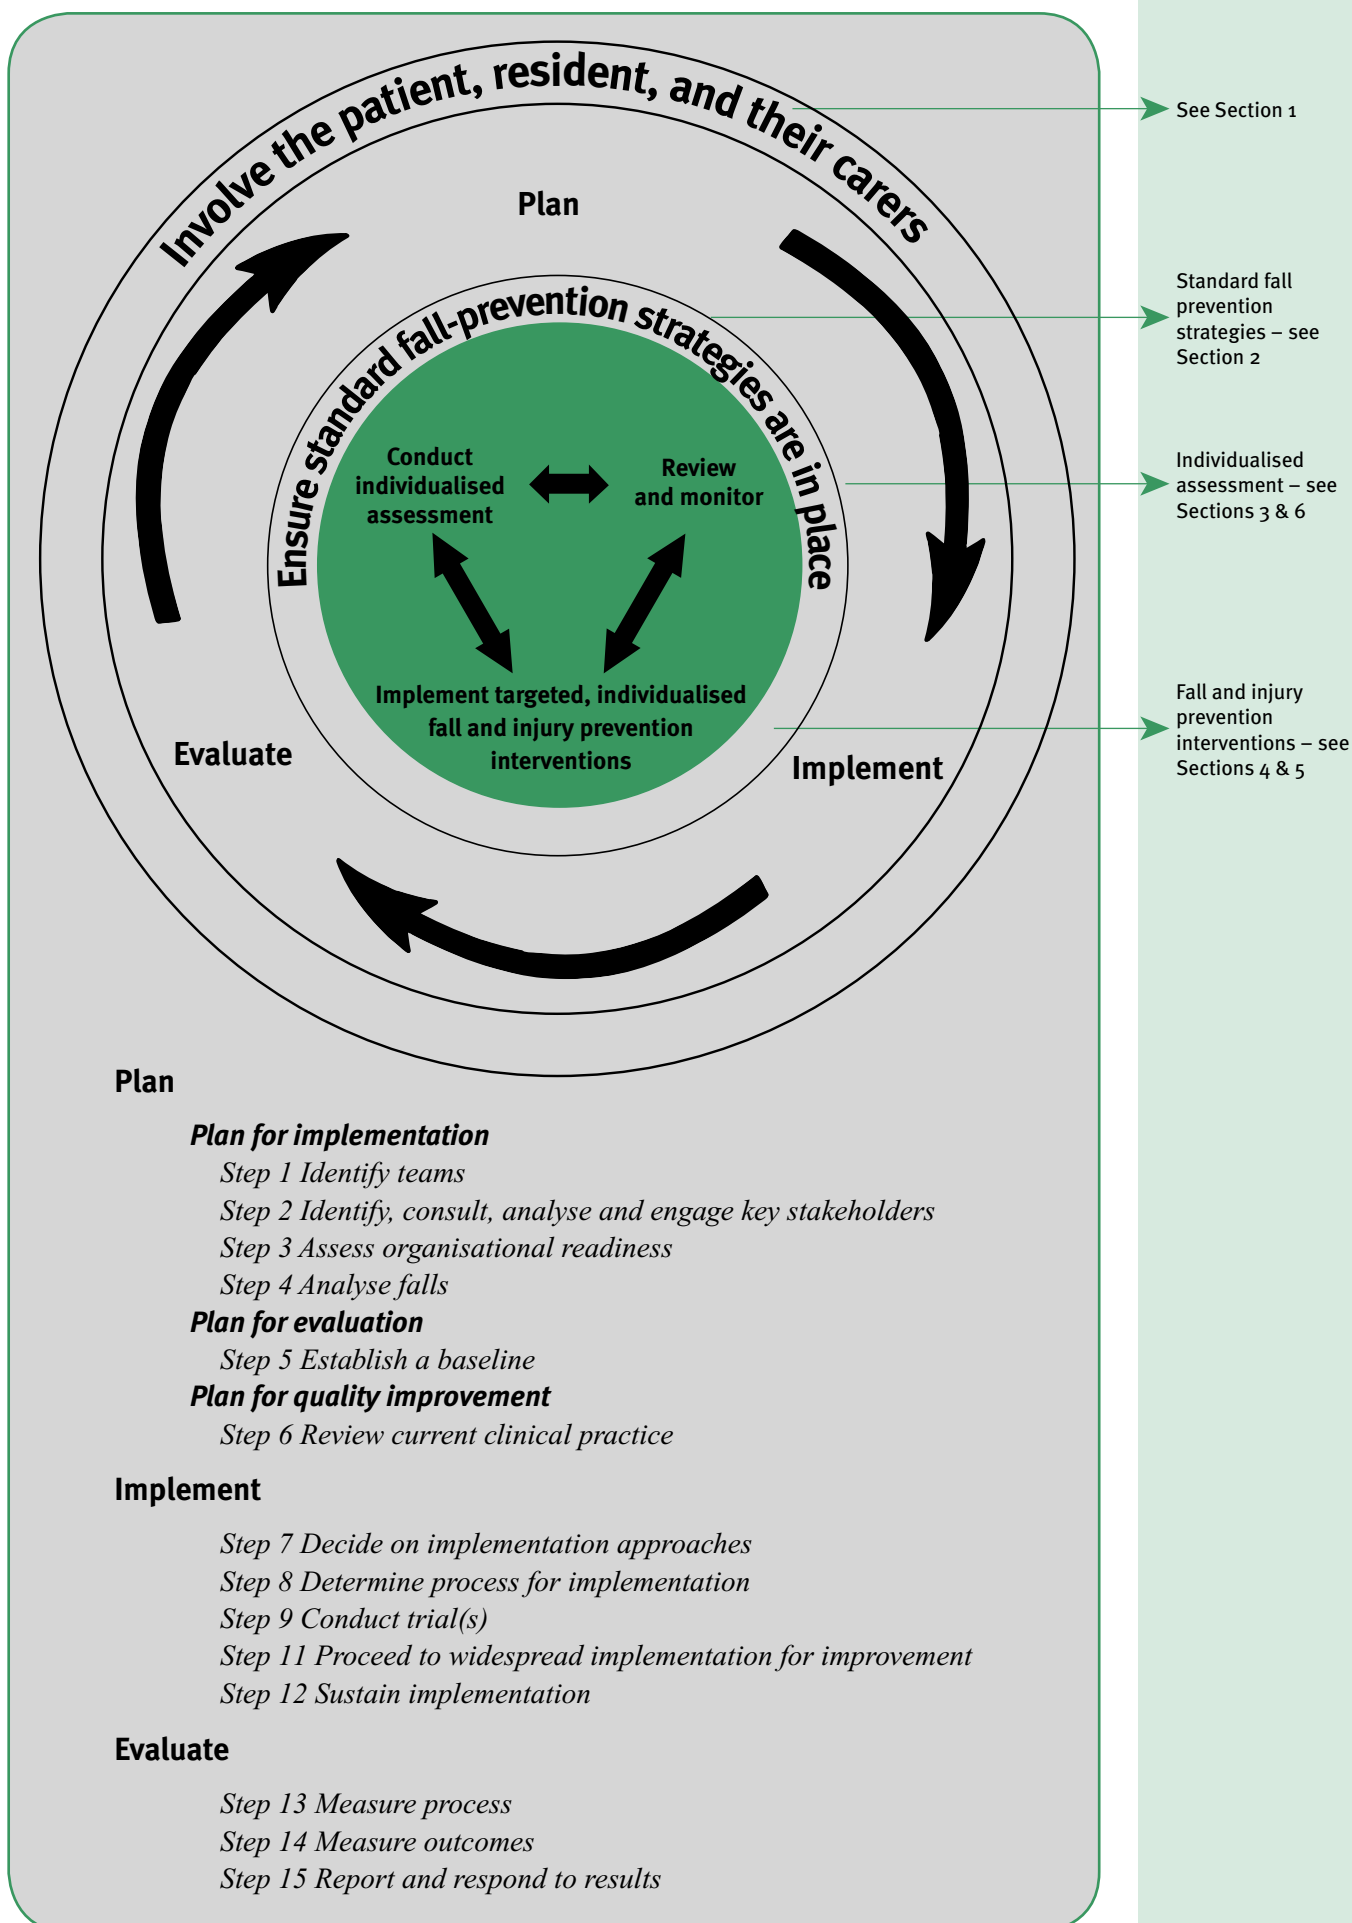 Involve the patient, resident, and their carers
See Section 1
Plan
Ensure standard fall-prevention strategies are in place
Standard fall
prevention
strategies – see
Section 2
Conduct
individualised
assessment
Review
and monitor
Individualised
assessment – see
Sections 3 & 6
Implement targeted, individualised
fall and injury prevention
interventions
Fall and injury
prevention
interventions – see
Sections 4 & 5
Evaluate
Implement
Plan
Plan for implementation
Step 1 Identify teams
Step 2 Identify, consult, analyse and engage key stakeholders
Step 3 Assess organisational readiness
Step 4 Analyse falls
Plan for evaluation
Step 5 Establish a baseline
Plan for quality improvement
Step 6 Review current clinical practice
Implement
Step 7 Decide on implementation approaches
Step 8 Determine process for implementation
Step 9 Conduct trial(s)
Step 11 Proceed to widespread implementation for improvement
Step 12 Sustain implementation
Evaluate
Step 13 Measure process
Step 14 Measure outcomes
Step 15 Report and respond to results